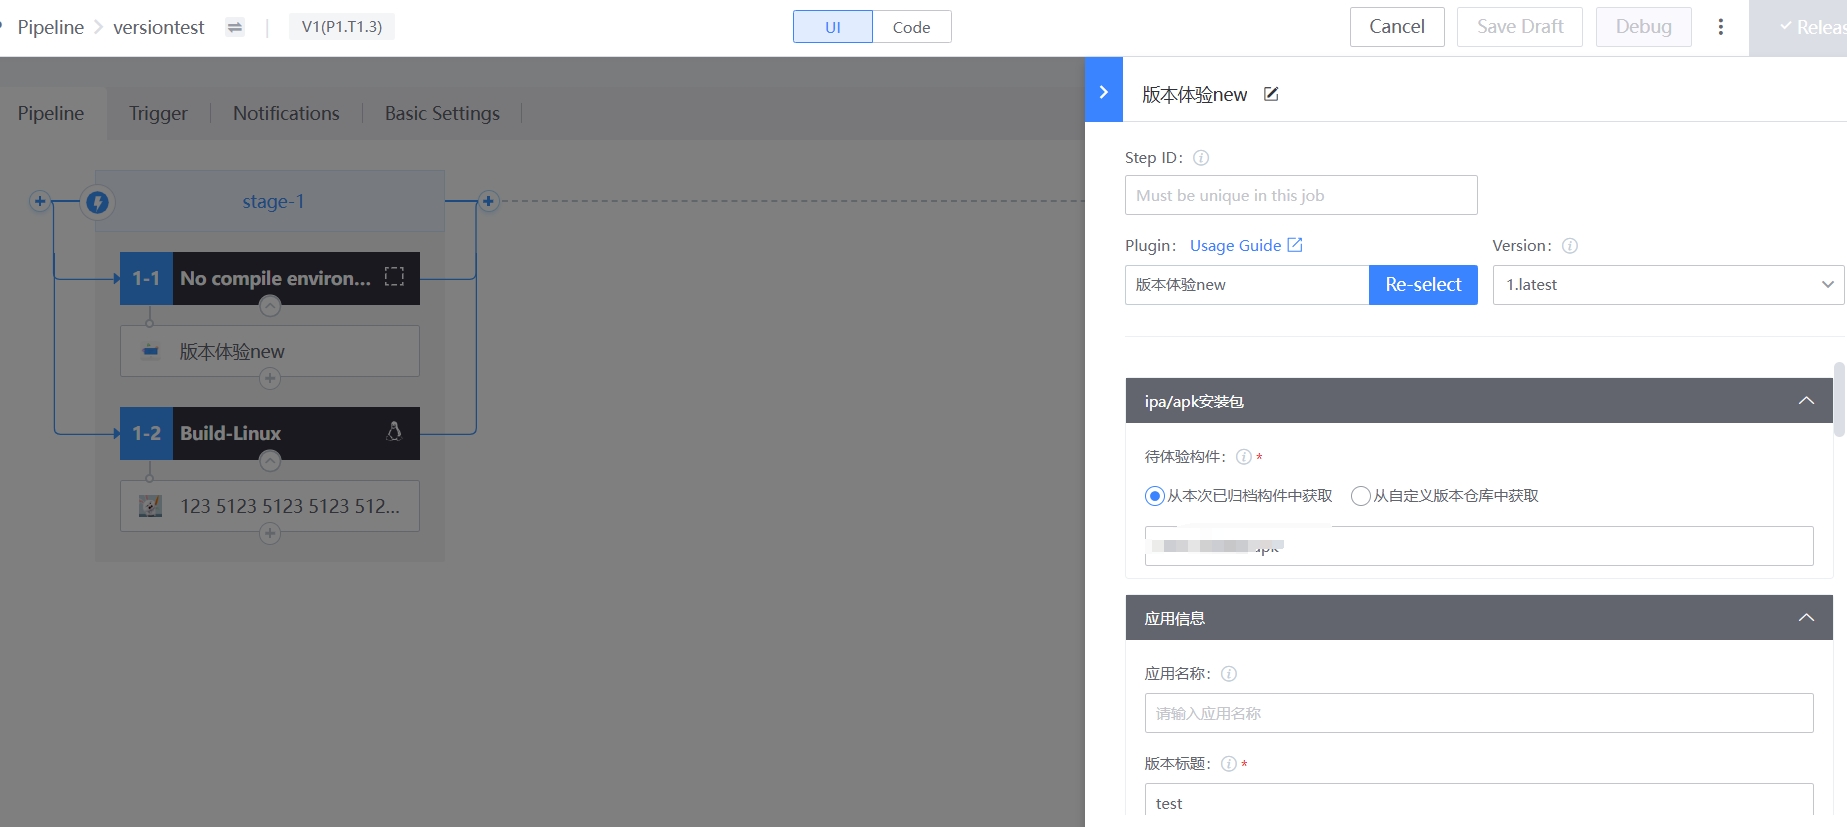 Pipeline versiontest V1(P1.T1.3) UI Code Cancel Save Draft Debug
Pipeline Trigger Notifications Basic Settings
stage-1
1-1 No compile environ...
版本体验new
1-2 Build-Linux
123 5123 5123 5123 512...
版本体验new
Step ID:
Must be unique in this job
Plugin: Usage Guide Version:
版本体验new Re-select 1.latest
ipa/apk安装包
待体验构件: *
从本次已归档构件中获取 从自定义版本仓库中获取
应用信息
应用名称:
请输入应用名称
版本标题: *
test